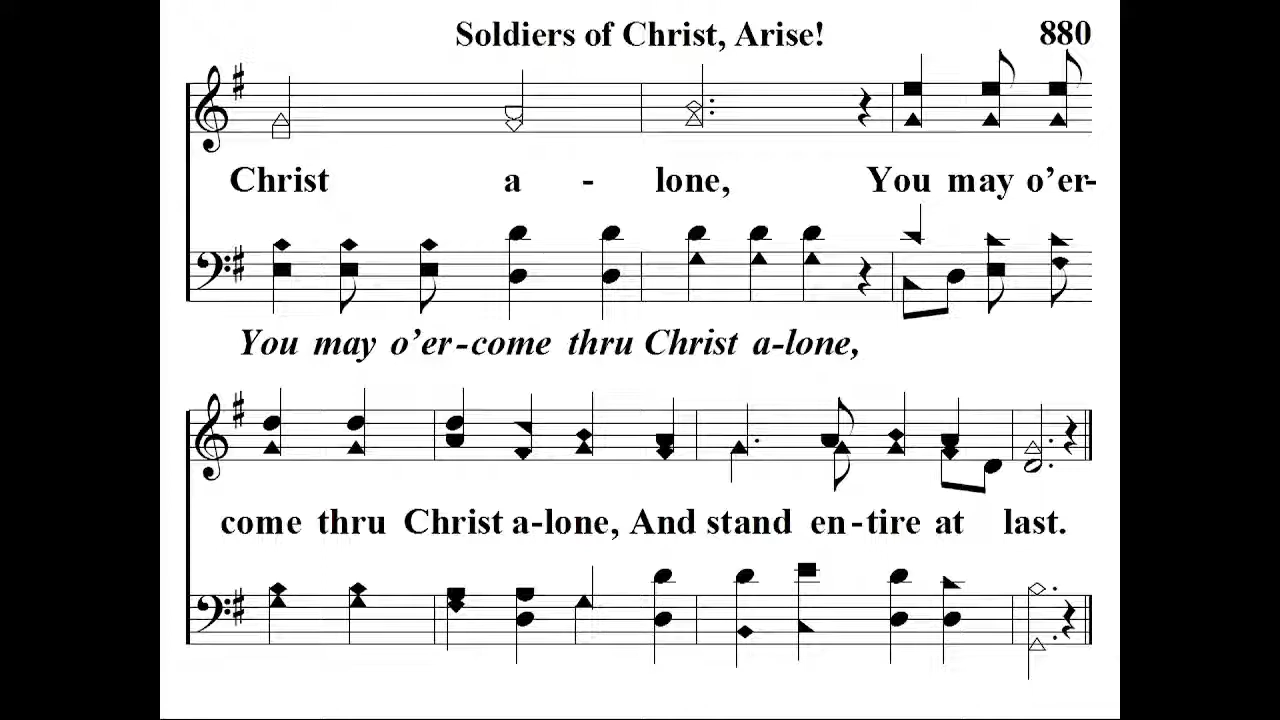 Soldiers of Christ, Arise! 880
Christ a - lone, You may o’er-
You may o’er-come thru Christ a-lone,
come thru Christ a-lone, And stand en-tire at last.